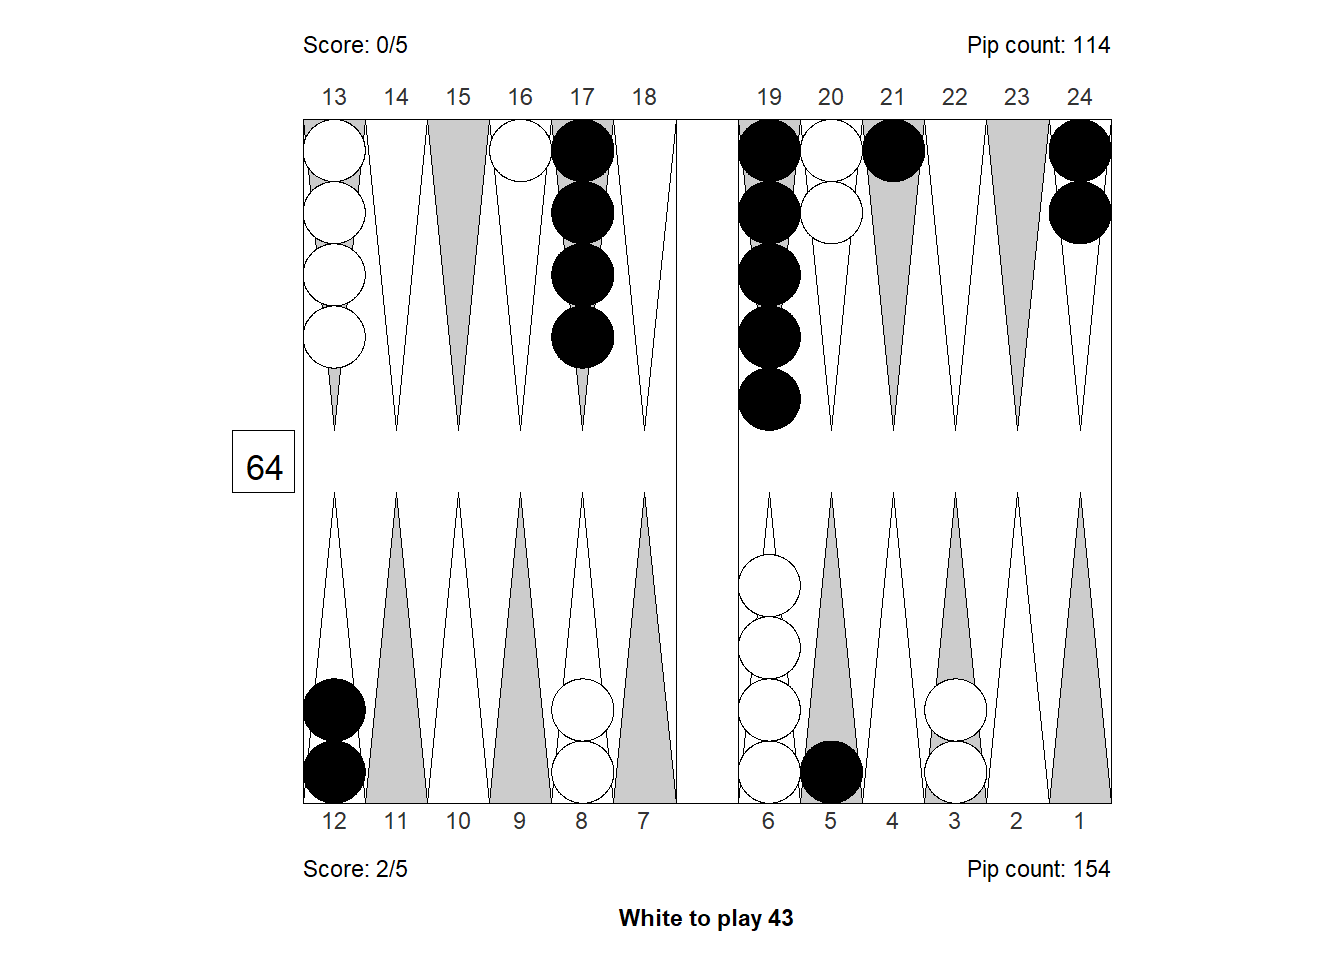 Score: 0/5 Pip count: 114
13 14 15 16 17 18 19 20 21 22 23 24
64
12 11 10 9 8 7 6 5 4 3 2 1
Score: 2/5 Pip count: 154
White to play 43